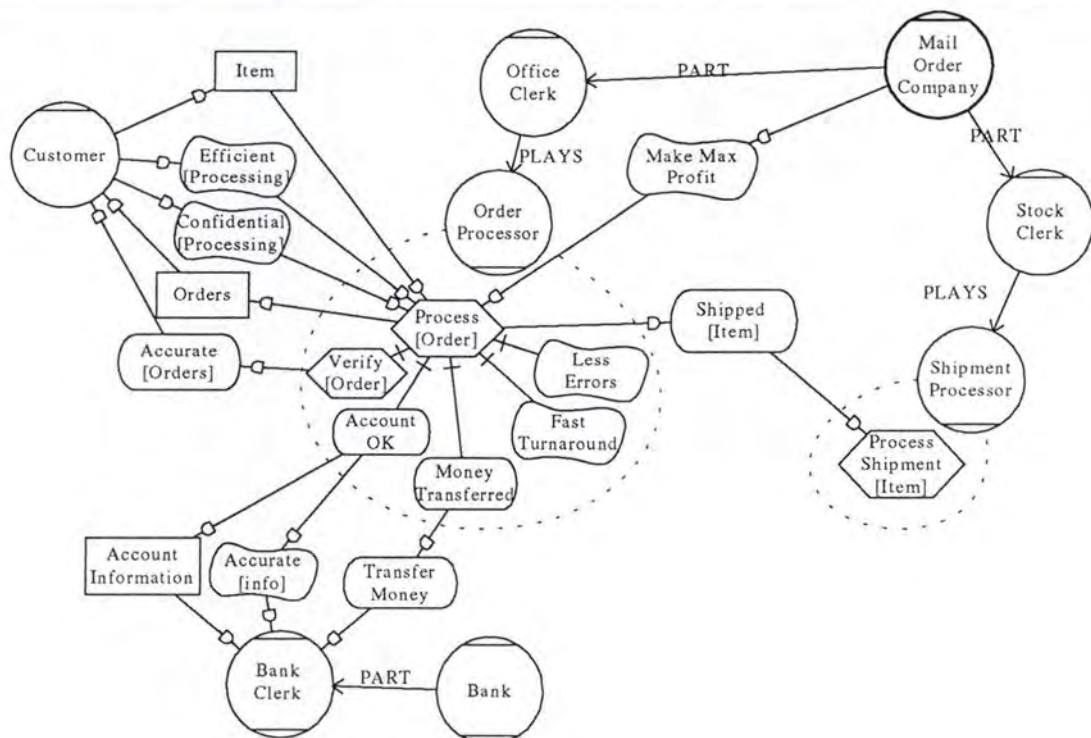 Mail
Order
Company
Office
Clerk
PART
Item
PART
Customer
PLAYS
Efficient
[Processing]
Make Max
Profit
Confidential
[Processing]
Order
Processor
Stock
Clerk
Orders
PLAYS
Process
[Order]
Shipped
[Item]
Accurate
[Orders]
Verify
[Order]
Less
Errors
Shipment
Processor
Account
OK
Fast
Turnaround
Process
Shipment
[Item]
Money
Transferred
Account
Information
Accurate
[info]
Transfer
Money
Bank
Clerk
PART
Bank